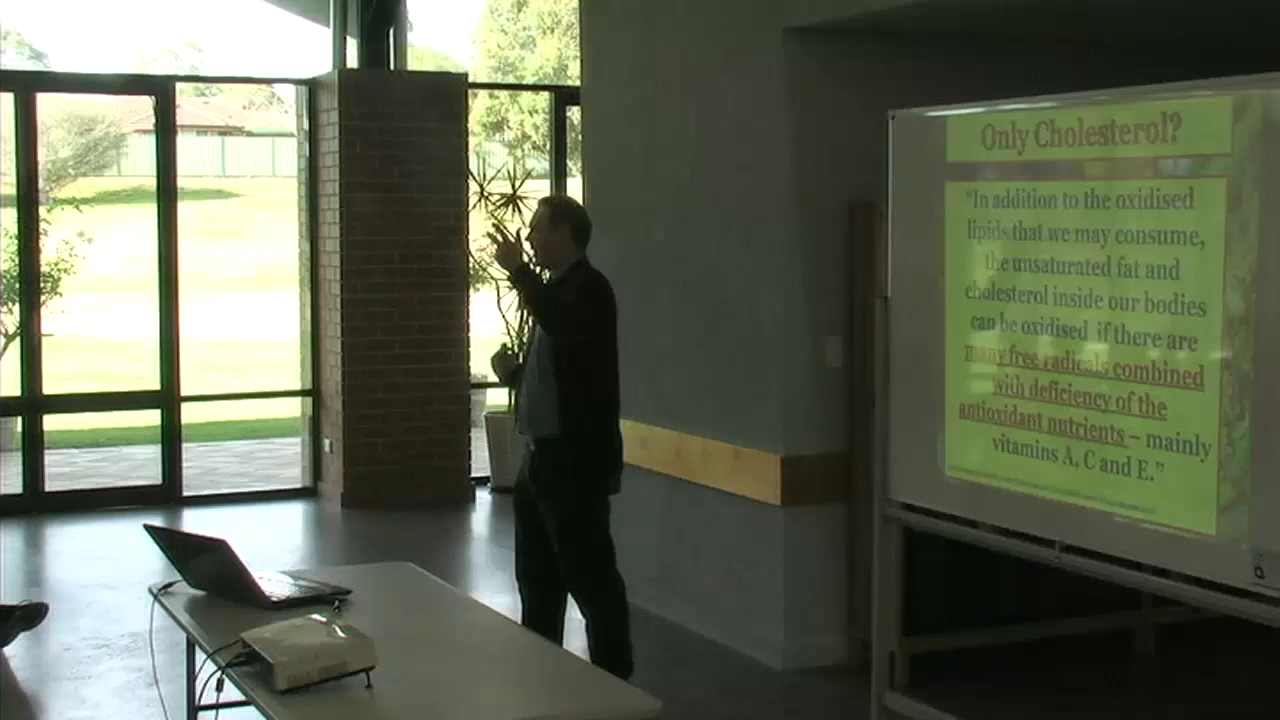 Only Cholesterol?
“In addition to the oxidised
lipids that we may consume,
the unsaturated fat and
cholesterol inside our bodies
can be oxidised if there are
many free radicals combined
with deficiency of the
antioxidant nutrients – mainly
vitamins A, C and E.”